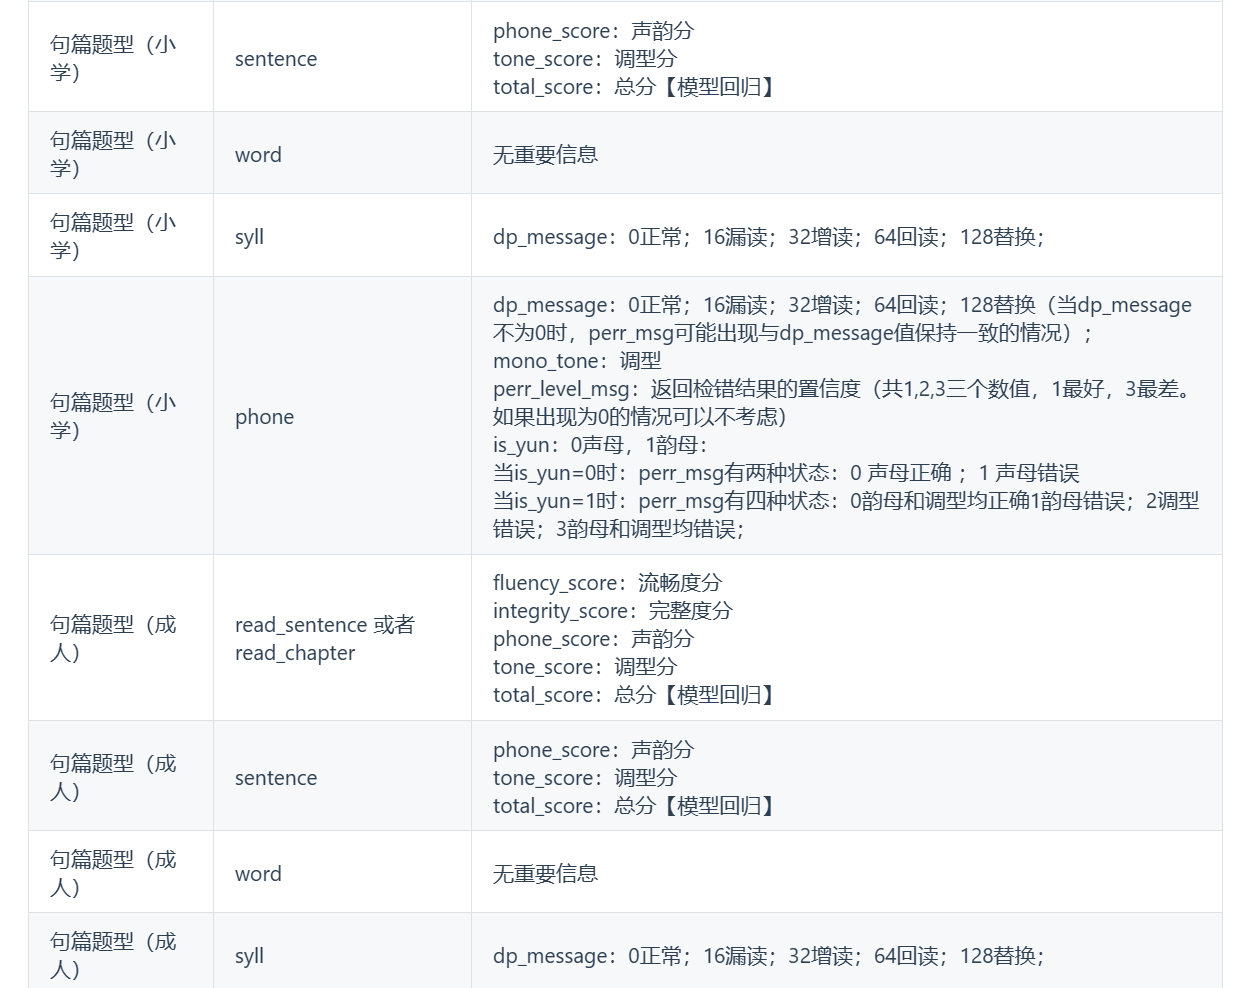 句篇题型（小
学）
sentence
phone_score：声韵分
tone_score：调型分
total_score：总分【模型回归】
句篇题型（小
学）
word
无重要信息
句篇题型（小
学）
syll
dp_message：0正常；16漏读；32增读；64回读；128替换；
句篇题型（小
学）
phone
dp_message：0正常；16漏读；32增读；64回读；128替换（当dp_message
不为0时，perr_msg可能出现与dp_message值保持一致的情况）；
mono_tone：调型
perr_level_msg：返回检错结果的置信度（共1,2,3三个数值，1最好，3最差。
如果出现为0的情况可以不考虑）
is_yun：0声母，1韵母：
当is_yun=0时：perr_msg有两种状态：0 声母正确 ；1 声母错误
当is_yun=1时：perr_msg有四种状态：0韵母和调型均正确1韵母错误；2调型
错误；3韵母和调型均错误；
句篇题型（成
人）
read_sentence 或者
read_chapter
fluency_score：流畅度分
integrity_score：完整度分
phone_score：声韵分
tone_score：调型分
total_score：总分【模型回归】
句篇题型（成
人）
sentence
phone_score：声韵分
tone_score：调型分
total_score：总分【模型回归】
句篇题型（成
人）
word
无重要信息
句篇题型（成
人）
syll
dp_message：0正常；16漏读；32增读；64回读；128替换；